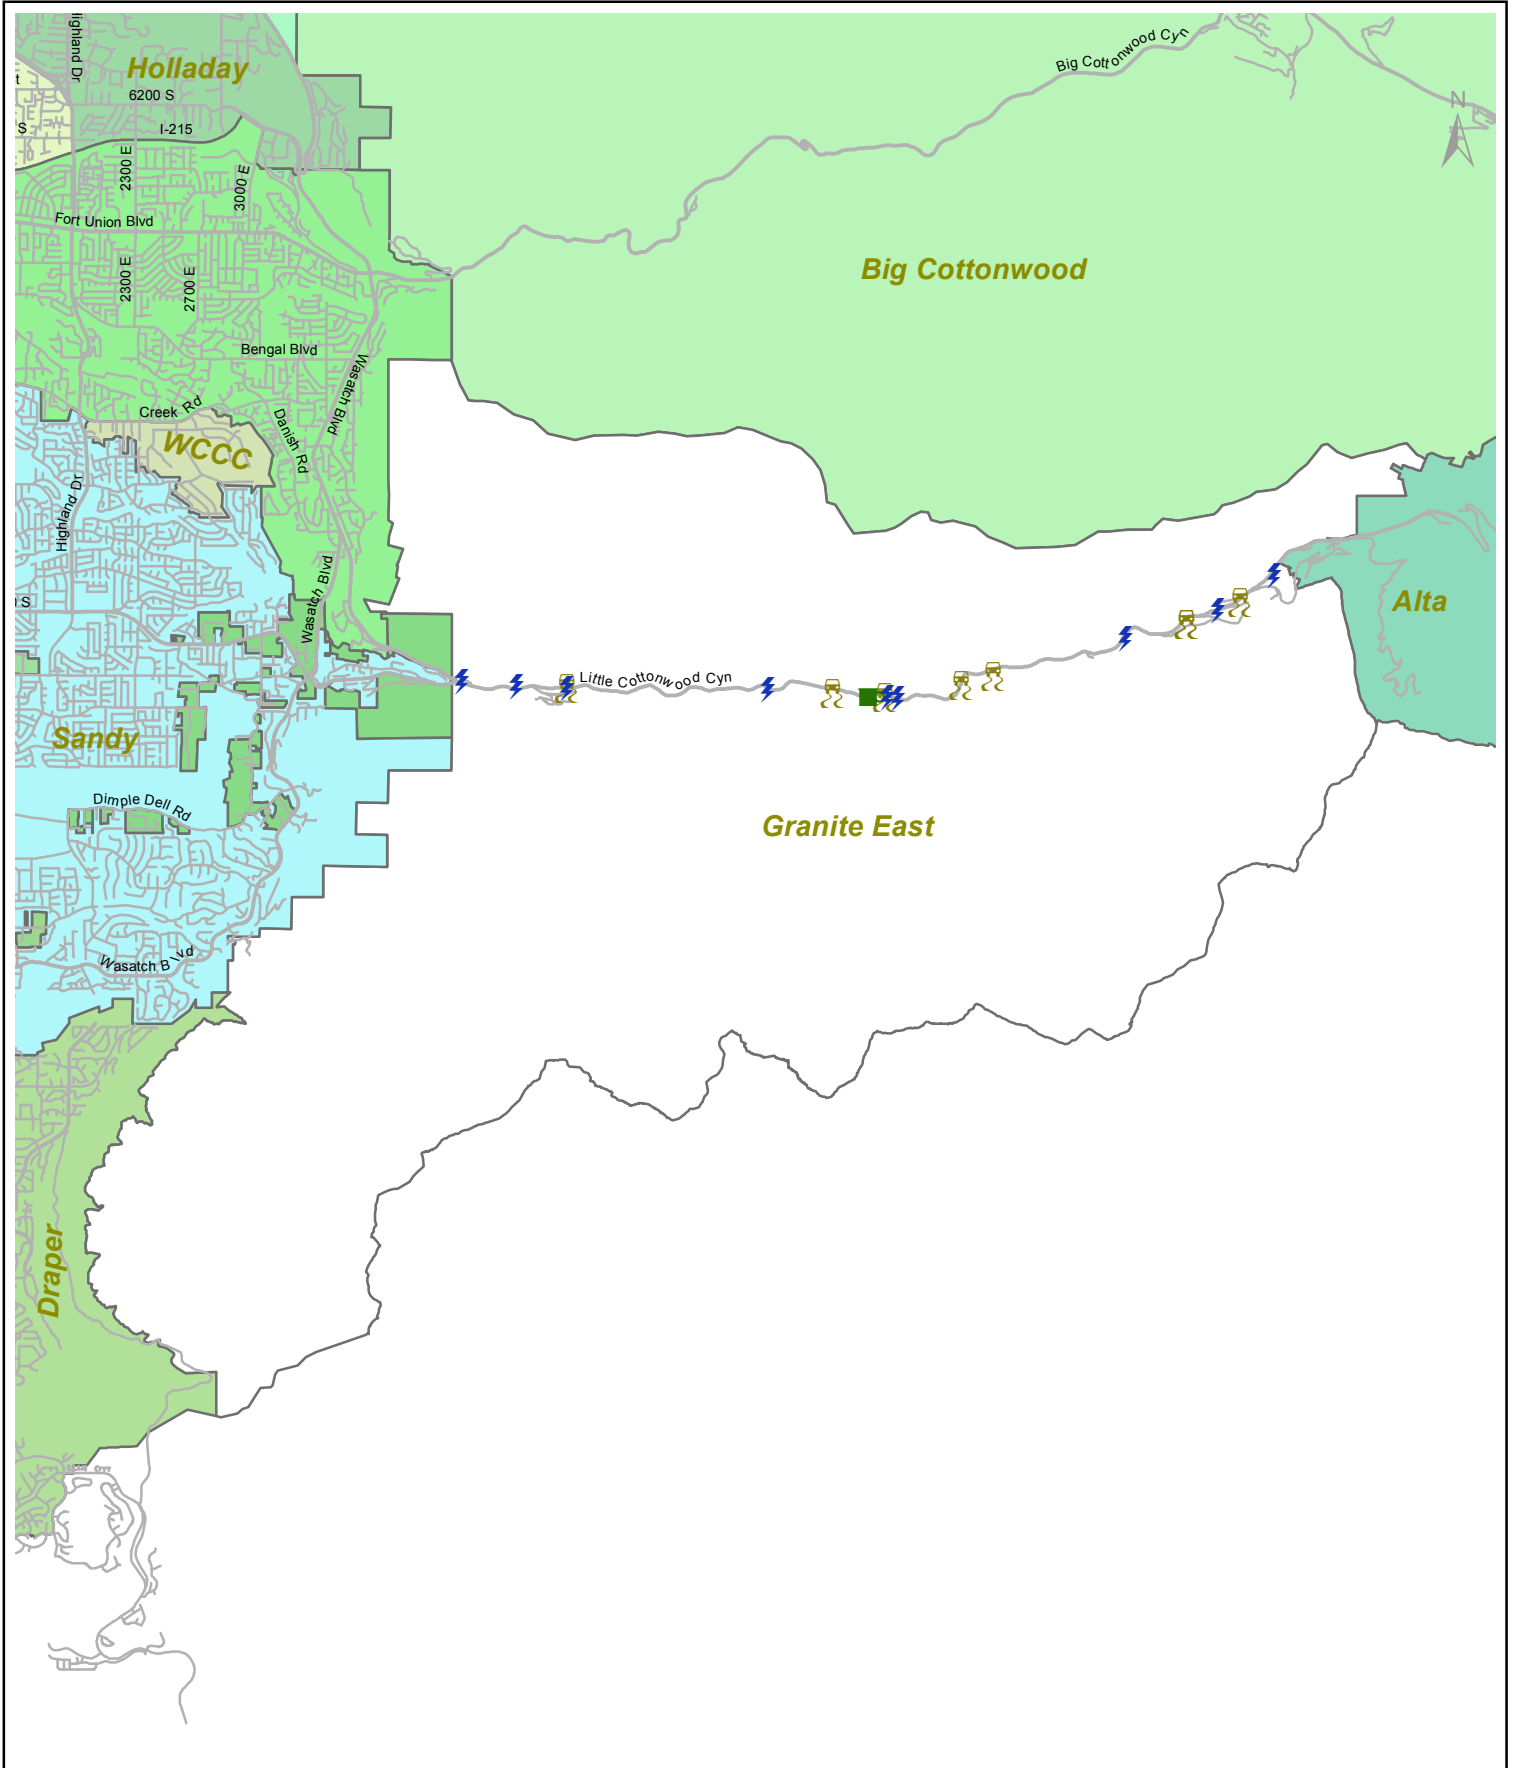 Highland Dr
Holladay
Big Cottonwood Cyn
t
6200 S
N
S
I-215
2300 E
3000 E
Fort Union Blvd
Big Cottonwood
2300 E
2700 E
Bengal Blvd
Wasatch Blvd
Creek Rd
Danish Rd
WCCC
Highland Dr
Wasatch Blvd
S
Alta
Little Cottonwood Cyn
Sandy
Dimple Dell Rd
Granite East
Wasatch Blvd
Draper